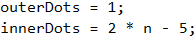 outerDots = 1;
innerDots = 2 * n - 5;